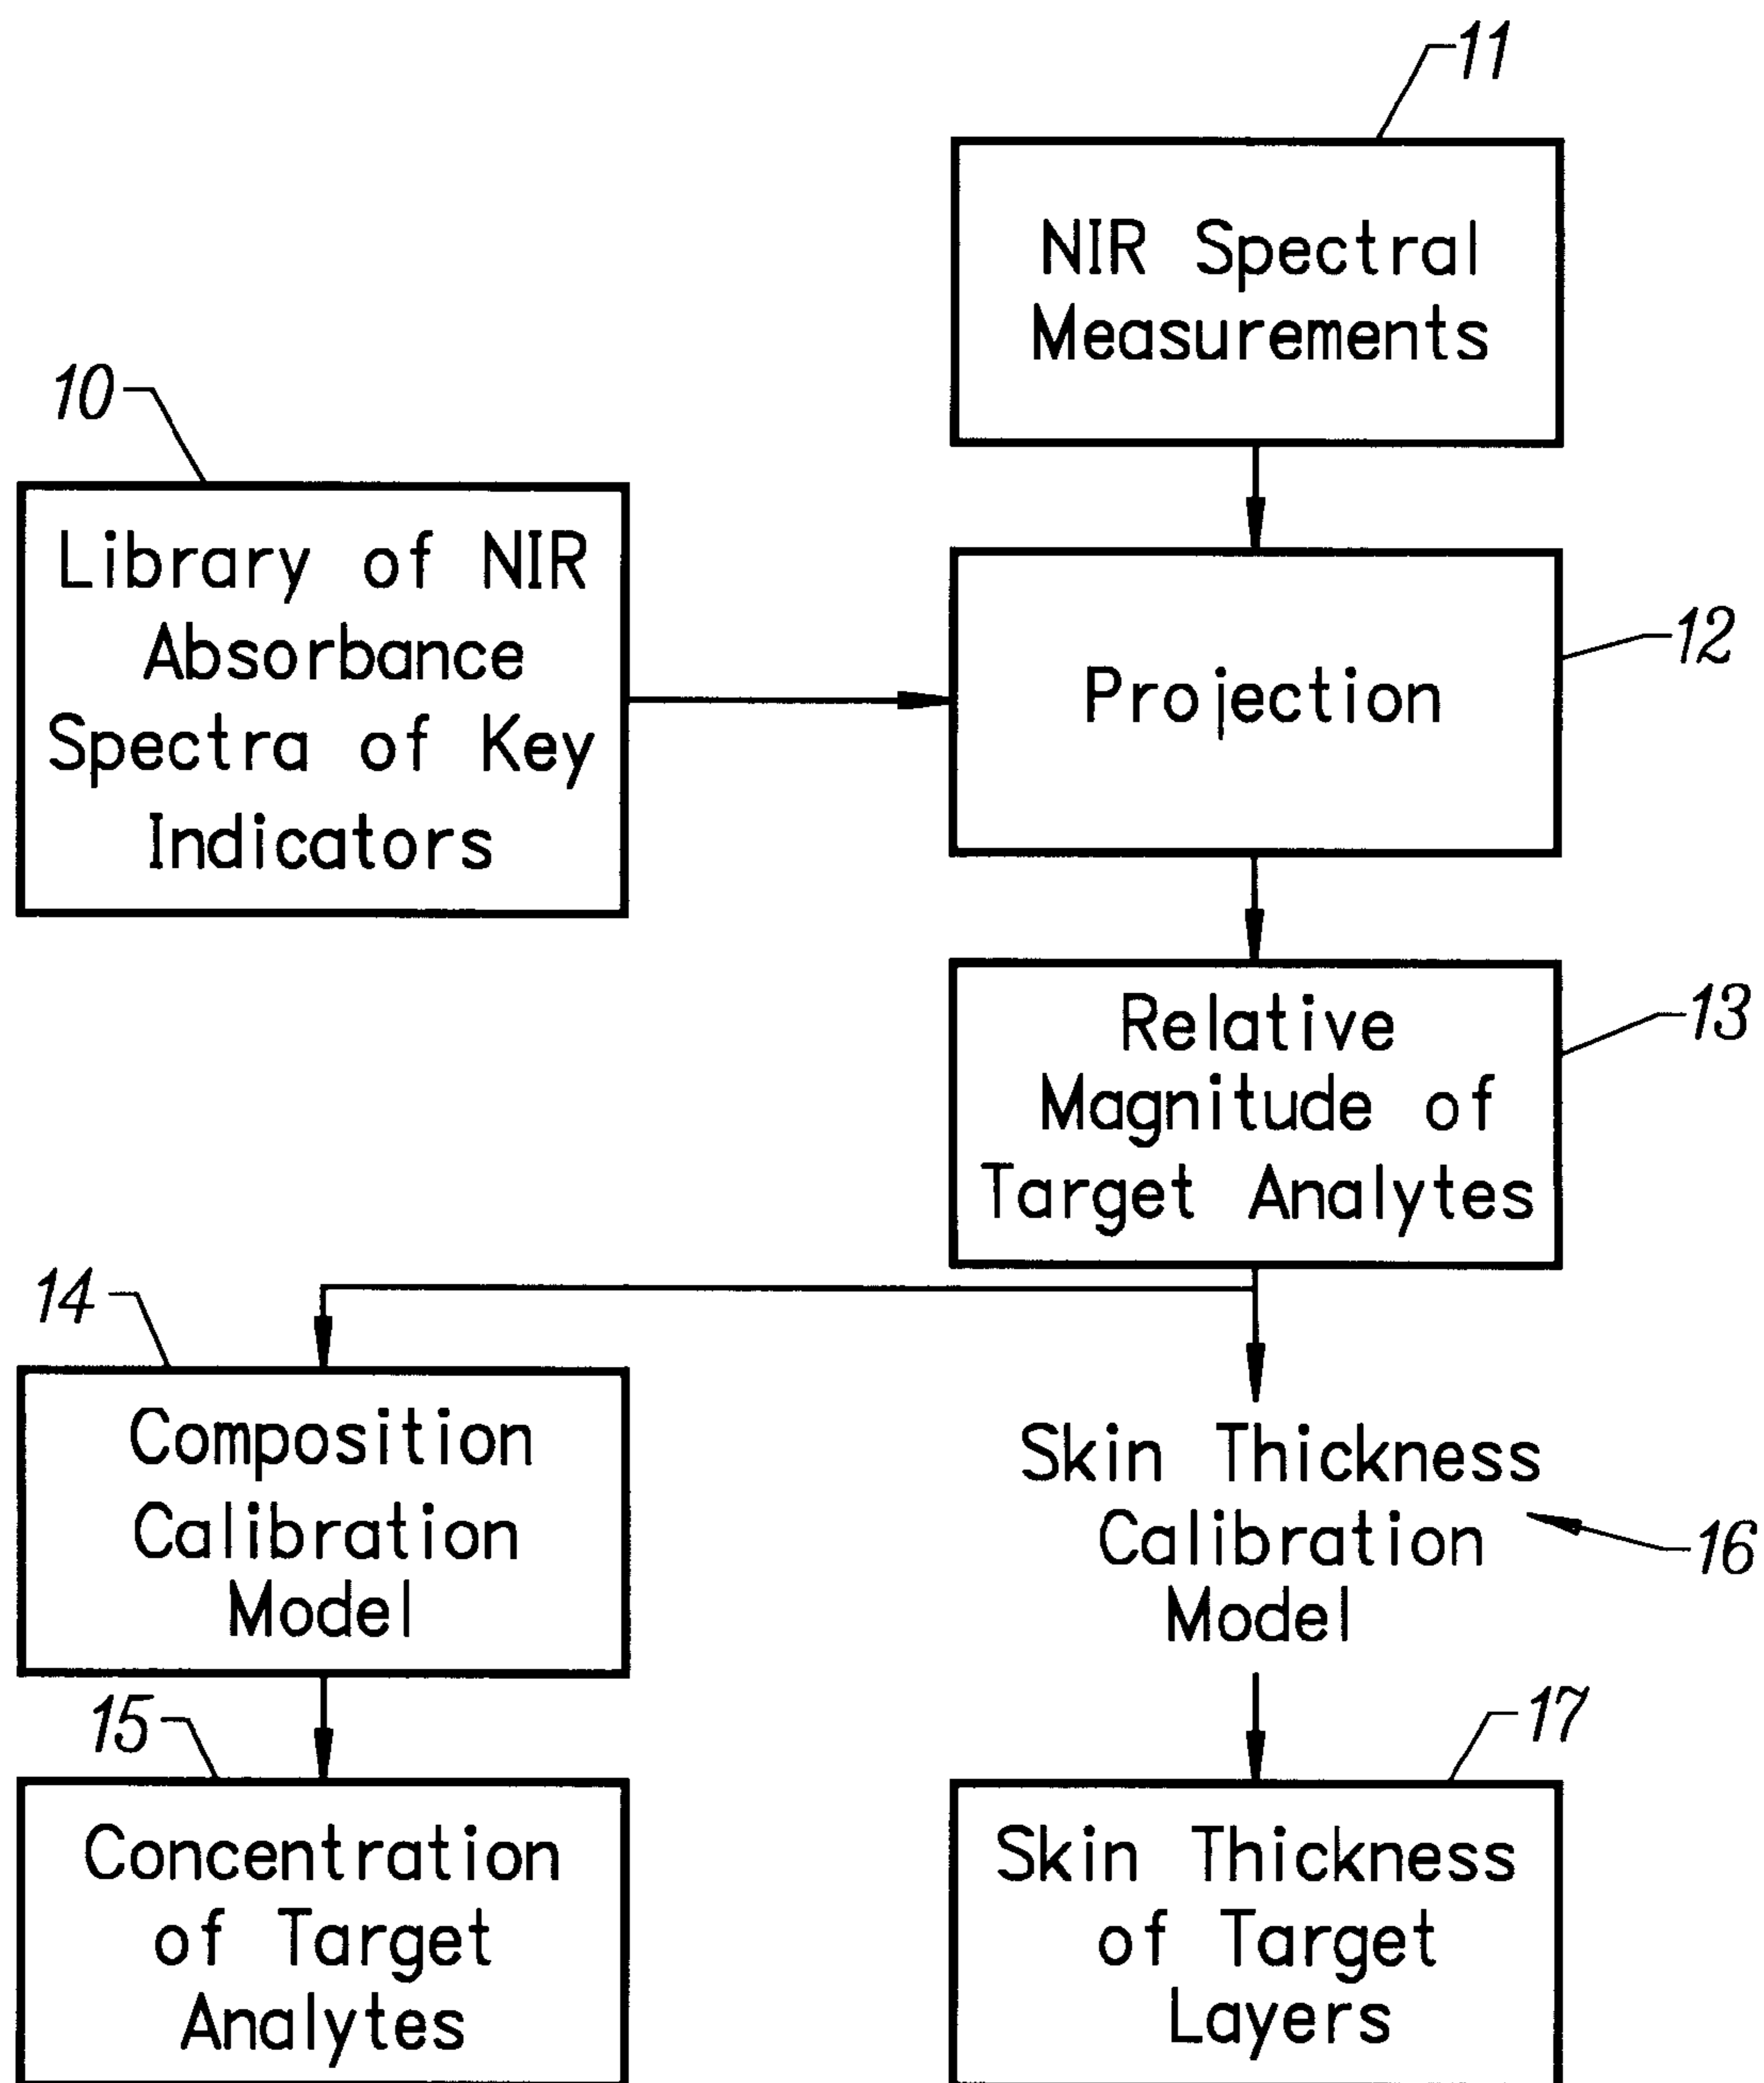 11
NIR Spectral
Measurements
10
Library of NIR
Absorbance
Spectra of Key
Indicators
12
Projection
13
Relative
Magnitude of
Target Analytes
14
Composition
Calibration
Model
Skin Thickness
Calibration
Model
16
15
Concentration
of Target
Analytes
17
Skin Thickness
of Target
Layers